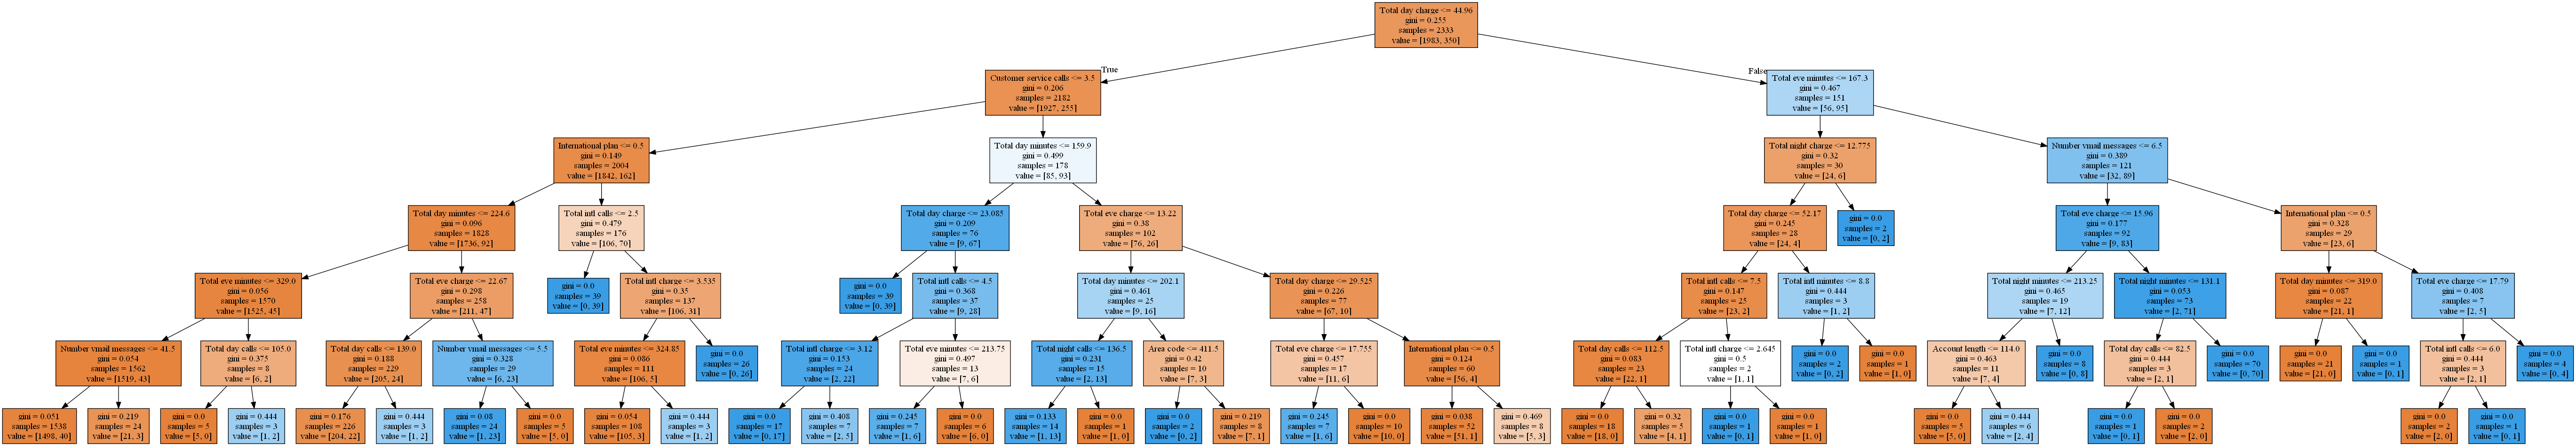 Total day charge <= 44.96
gini = 0.255
samples = 2333
value = [1983, 350]
True
False
Customer service calls <= 3.5
gini = 0.206
samples = 2182
value = [1927, 255]
Total eve minutes <= 167.3
gini = 0.467
samples = 151
value = [56, 95]
International plan <= 0.5
gini = 0.149
samples = 2004
value = [1842, 162]
Total day minutes <= 159.9
gini = 0.499
samples = 178
value = [85, 93]
Total night charge <= 12.775
gini = 0.32
samples = 30
value = [24, 6]
Number vmail messages <= 6.5
gini = 0.389
samples = 121
value = [32, 89]
Total day minutes <= 224.6
gini = 0.096
samples = 1828
value = [1736, 92]
Total intl calls <= 2.5
gini = 0.479
samples = 176
value = [106, 70]
Total day charge <= 23.085
gini = 0.209
samples = 76
value = [9, 67]
Total eve charge <= 13.22
gini = 0.38
samples = 102
value = [76, 26]
Total day charge <= 52.17
gini = 0.245
samples = 28
value = [24, 4]
gini = 0.0
samples = 2
value = [0, 2]
Total eve charge <= 15.96
gini = 0.177
samples = 92
value = [9, 83]
International plan <= 0.5
gini = 0.328
samples = 29
value = [23, 6]
Total eve minutes <= 329.0
gini = 0.056
samples = 1570
value = [1525, 45]
Total eve charge <= 22.67
gini = 0.298
samples = 258
value = [211, 47]
gini = 0.0
samples = 39
value = [0, 39]
Total intl charge <= 3.535
gini = 0.35
samples = 137
value = [106, 31]
gini = 0.0
samples = 39
value = [0, 39]
Total intl calls <= 4.5
gini = 0.368
samples = 37
value = [9, 28]
Total day minutes <= 202.1
gini = 0.461
samples = 25
value = [9, 16]
Total day charge <= 29.525
gini = 0.226
samples = 77
value = [67, 10]
Total intl calls <= 7.5
gini = 0.147
samples = 25
value = [23, 2]
Total intl minutes <= 8.8
gini = 0.444
samples = 3
value = [1, 2]
Total night minutes <= 213.25
gini = 0.465
samples = 19
value = [7, 12]
Total night minutes <= 131.1
gini = 0.053
samples = 73
value = [2, 71]
Total day minutes <= 319.0
gini = 0.087
samples = 22
value = [21, 1]
Total eve charge <= 17.79
gini = 0.408
samples = 7
value = [2, 5]
Number vmail messages <= 41.5
gini = 0.054
samples = 1562
value = [1519, 43]
Total day calls <= 105.0
gini = 0.375
samples = 8
value = [6, 2]
Total day calls <= 139.0
gini = 0.188
samples = 229
value = [205, 24]
Number vmail messages <= 5.5
gini = 0.328
samples = 29
value = [6, 23]
Total eve minutes <= 324.85
gini = 0.086
samples = 111
value = [106, 5]
gini = 0.0
samples = 26
value = [0, 26]
Total intl charge <= 3.12
gini = 0.153
samples = 24
value = [2, 22]
Total eve minutes <= 213.75
gini = 0.497
samples = 13
value = [7, 6]
Total night calls <= 136.5
gini = 0.231
samples = 15
value = [2, 13]
Area code <= 411.5
gini = 0.42
samples = 10
value = [7, 3]
Total eve charge <= 17.755
gini = 0.457
samples = 17
value = [11, 6]
International plan <= 0.5
gini = 0.124
samples = 60
value = [56, 4]
Total day calls <= 112.5
gini = 0.083
samples = 23
value = [22, 1]
Total intl charge <= 2.645
gini = 0.5
samples = 2
value = [1, 1]
gini = 0.0
samples = 2
value = [0, 2]
gini = 0.0
samples = 1
value = [1, 0]
Account length <= 114.0
gini = 0.463
samples = 11
value = [7, 4]
gini = 0.0
samples = 8
value = [0, 8]
Total day calls <= 82.5
gini = 0.444
samples = 3
value = [2, 1]
gini = 0.0
samples = 70
value = [0, 70]
gini = 0.0
samples = 21
value = [21, 0]
gini = 0.0
samples = 1
value = [0, 1]
Total intl calls <= 6.0
gini = 0.444
samples = 3
value = [2, 1]
gini = 0.0
samples = 4
value = [0, 4]
gini = 0.051
samples = 1538
value = [1498, 40]
gini = 0.219
samples = 24
value = [21, 3]
gini = 0.0
samples = 5
value = [5, 0]
gini = 0.444
samples = 3
value = [1, 2]
gini = 0.176
samples = 226
value = [204, 22]
gini = 0.444
samples = 3
value = [1, 2]
gini = 0.08
samples = 24
value = [1, 23]
gini = 0.0
samples = 5
value = [5, 0]
gini = 0.054
samples = 108
value = [105, 3]
gini = 0.444
samples = 3
value = [1, 2]
gini = 0.0
samples = 17
value = [0, 17]
gini = 0.408
samples = 7
value = [2, 5]
gini = 0.245
samples = 7
value = [1, 6]
gini = 0.0
samples = 6
value = [6, 0]
gini = 0.133
samples = 14
value = [1, 13]
gini = 0.0
samples = 1
value = [1, 0]
gini = 0.0
samples = 2
value = [0, 2]
gini = 0.219
samples = 8
value = [7, 1]
gini = 0.245
samples = 7
value = [1, 6]
gini = 0.0
samples = 10
value = [10, 0]
gini = 0.038
samples = 52
value = [51, 1]
gini = 0.469
samples = 8
value = [5, 3]
gini = 0.0
samples = 18
value = [18, 0]
gini = 0.32
samples = 5
value = [4, 1]
gini = 0.0
samples = 1
value = [0, 1]
gini = 0.0
samples = 1
value = [1, 0]
gini = 0.0
samples = 5
value = [5, 0]
gini = 0.444
samples = 6
value = [2, 4]
gini = 0.0
samples = 1
value = [0, 1]
gini = 0.0
samples = 2
value = [2, 0]
gini = 0.0
samples = 2
value = [2, 0]
gini = 0.0
samples = 1
value = [0, 1]